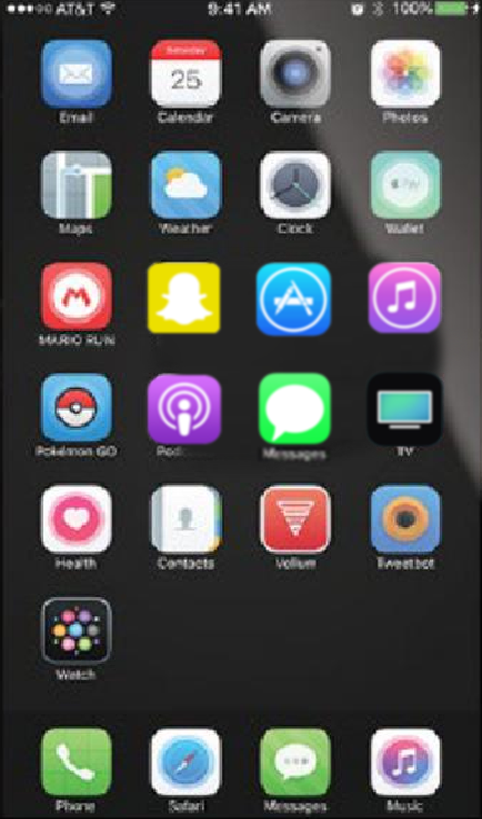 AT&T 9:41 AM 100%
Saturday
25
Email Calendar Camera Photos
Pay
Maps Weather Clock Wallet
MARIO RUN
Pokémon GO Pod Messages TV
Health Contacts Vellum Tweetbot
Watch
Phone Safari Messages Music